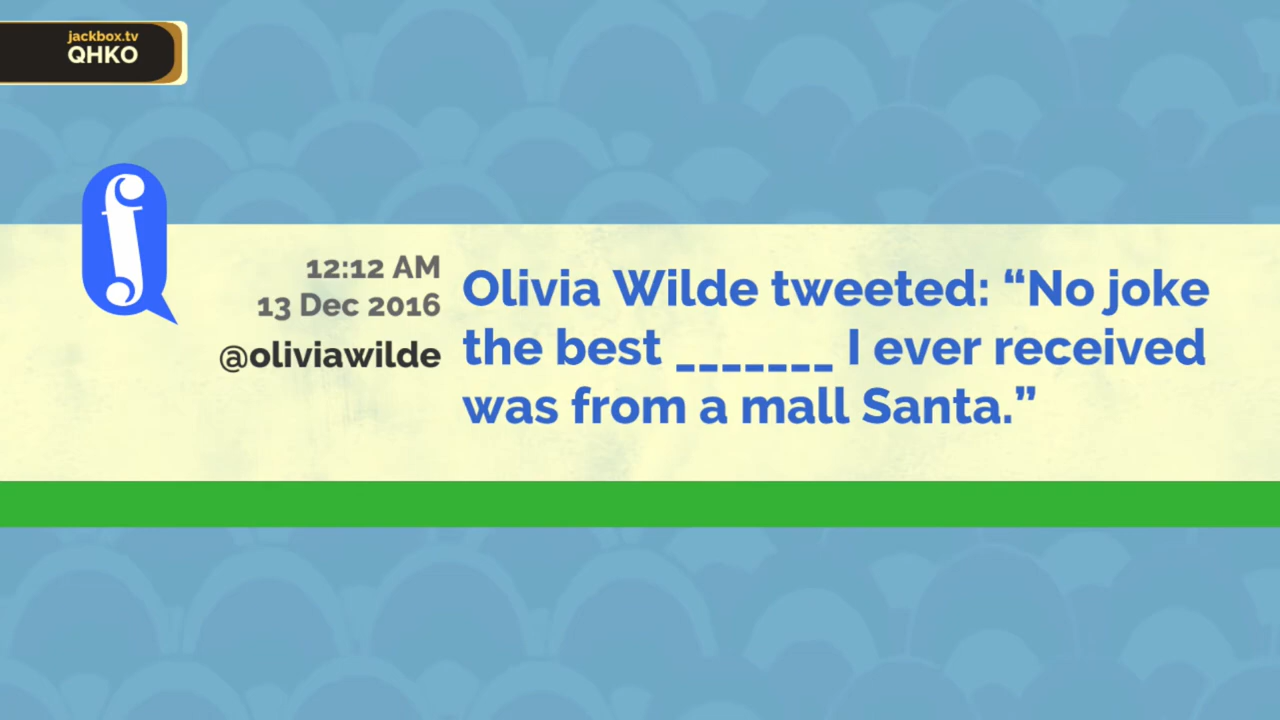 jackbox.tv
QHKO
f
12:12 AM
13 Dec 2016
@oliviawilde
Olivia Wilde tweeted: “No joke
the best _______ I ever received
was from a mall Santa.”